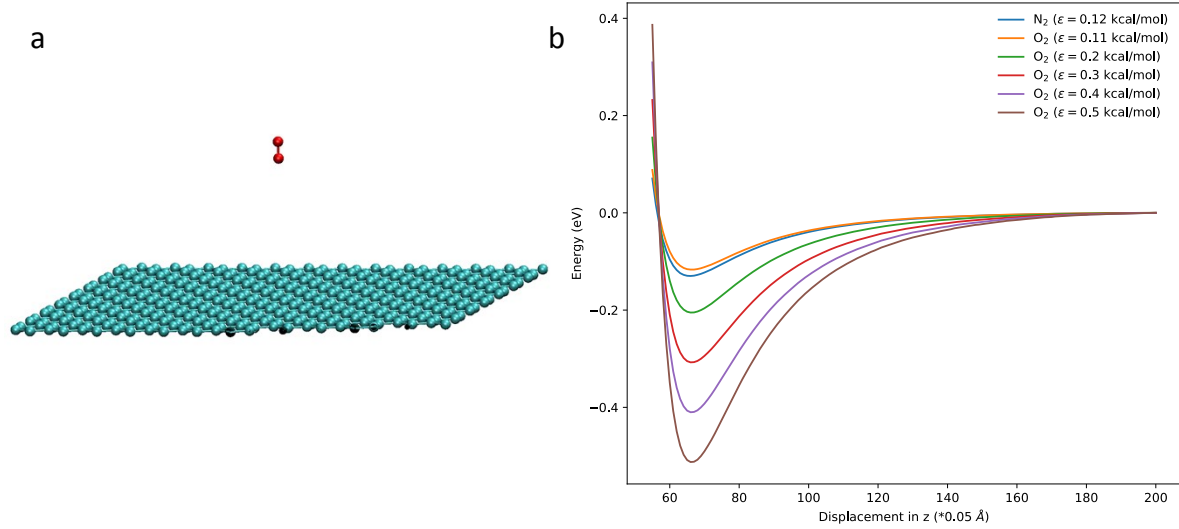 a
b
N₂ (ε = 0.12 kcal/mol)
O₂ (ε = 0.11 kcal/mol)
O₂ (ε = 0.2 kcal/mol)
O₂ (ε = 0.3 kcal/mol)
O₂ (ε = 0.4 kcal/mol)
O₂ (ε = 0.5 kcal/mol)
Energy (eV)
0.4
0.2
0.0
−0.2
−0.4
60 80 100 120 140 160 180 200
Displacement in z (*0.05 Å)